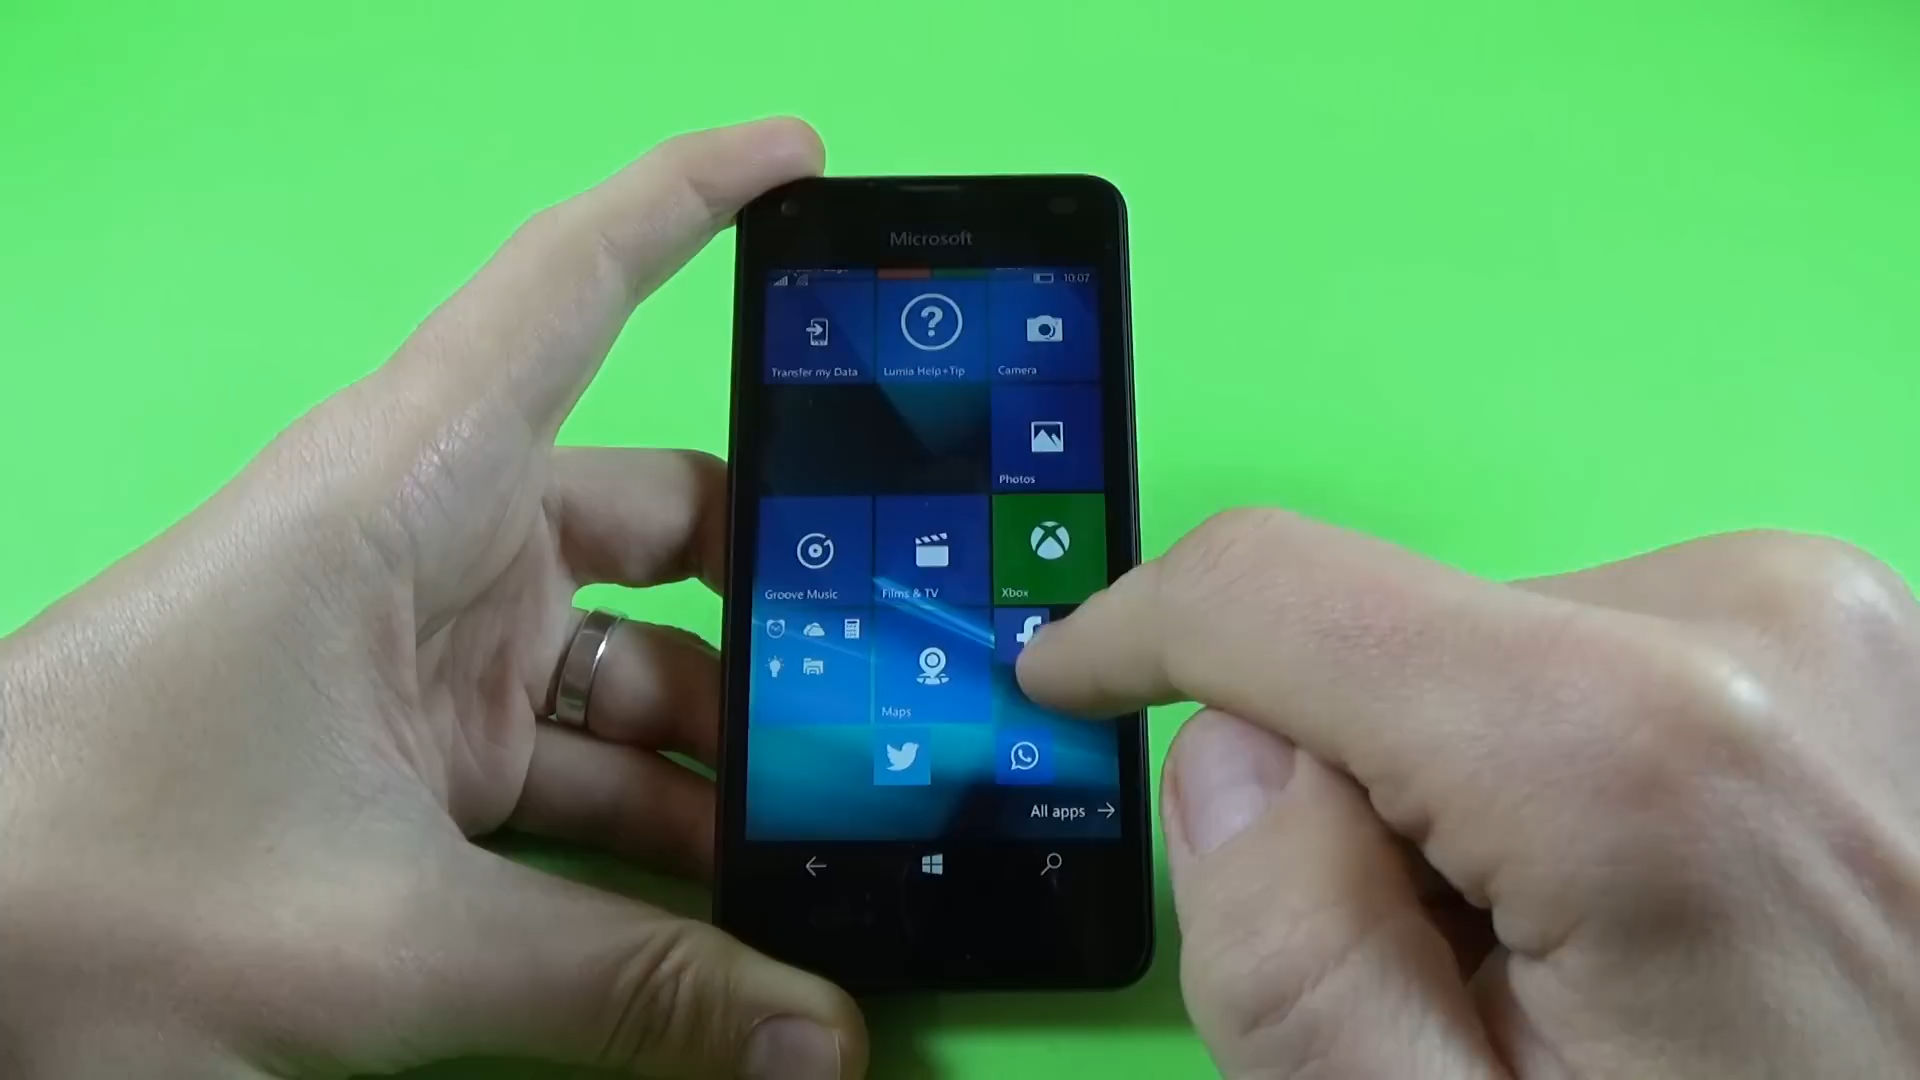 Microsoft
10:07
Transfer my Data
Lumia Help+Tip
Camera
Photos
Groove Music
Films & TV
Xbox
Maps
All apps